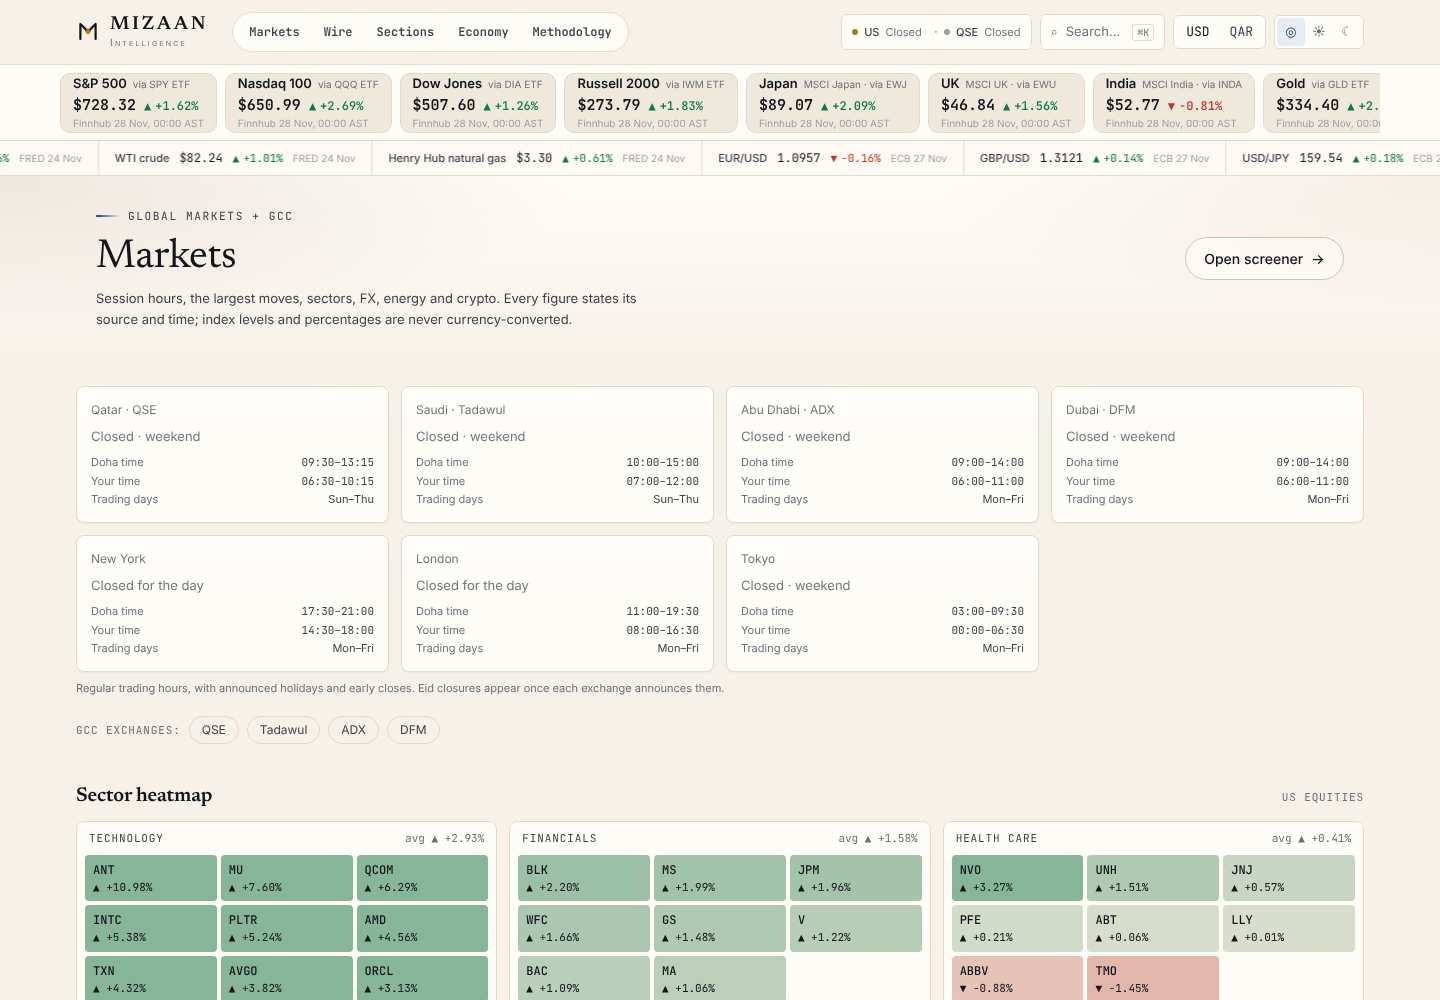 MIZAAN
Intelligence
Markets Wire Sections Economy Methodology
US Closed · QSE Closed
Search... ⌘K
USD QAR
S&P 500 via SPY ETF
$728.32 ▲ +1.62%
Finnhub 28 Nov, 00:00 AST
Nasdaq 100 via QQQ ETF
$650.99 ▲ +2.69%
Finnhub 28 Nov, 00:00 AST
Dow Jones via DIA ETF
$507.60 ▲ +1.26%
Finnhub 28 Nov, 00:00 AST
Russell 2000 via IWM ETF
$273.79 ▲ +1.83%
Finnhub 28 Nov, 00:00 AST
Japan MSCI Japan · via EWJ
$89.07 ▲ +2.09%
Finnhub 28 Nov, 00:00 AST
UK MSCI UK · via EWU
$46.84 ▲ +1.56%
Finnhub 28 Nov, 00:00 AST
India MSCI India · via INDA
$52.77 ▼ -0.81%
Finnhub 28 Nov, 00:00 AST
Gold via GLD ETF
$334.40 ▲ +2.
Finnhub 28 Nov, 00:0
% FRED 24 Nov
WTI crude $82.24 ▲ +1.01% FRED 24 Nov
Henry Hub natural gas $3.30 ▲ +0.61% FRED 24 Nov
EUR/USD 1.0957 ▼ -0.16% ECB 27 Nov
GBP/USD 1.3121 ▲ +0.14% ECB 27 Nov
USD/JPY 159.54 ▲ +0.18% ECB 2
GLOBAL MARKETS + GCC
Markets
Open screener →
Session hours, the largest moves, sectors, FX, energy and crypto. Every figure states its
source and time; index levels and percentages are never currency-converted.
Qatar · QSE
Closed · weekend
Doha time 09:30–13:15
Your time 06:30–10:15
Trading days Sun–Thu
Saudi · Tadawul
Closed · weekend
Doha time 10:00–15:00
Your time 07:00–12:00
Trading days Sun–Thu
Abu Dhabi · ADX
Closed · weekend
Doha time 09:00–14:00
Your time 06:00–11:00
Trading days Mon–Fri
Dubai · DFM
Closed · weekend
Doha time 09:00–14:00
Your time 06:00–11:00
Trading days Mon–Fri
New York
Closed for the day
Doha time 17:30–21:00
Your time 14:30–18:00
Trading days Mon–Fri
London
Closed for the day
Doha time 11:00–19:30
Your time 08:00–16:30
Trading days Mon–Fri
Tokyo
Closed · weekend
Doha time 03:00–09:30
Your time 00:00–06:30
Trading days Mon–Fri
Regular trading hours, with announced holidays and early closes. Eid closures appear once each exchange announces them.
GCC EXCHANGES: QSE Tadawul ADX DFM
Sector heatmap
US EQUITIES
TECHNOLOGY avg ▲ +2.93%
ANT MU QCOM
▲ +10.98% ▲ +7.60% ▲ +6.29%
INTC PLTR AMD
▲ +5.38% ▲ +5.24% ▲ +4.56%
TXN AVGO ORCL
▲ +4.32% ▲ +3.82% ▲ +3.13%
FINANCIALS avg ▲ +1.58%
BLK MS JPM
▲ +2.20% ▲ +1.99% ▲ +1.96%
WFC GS V
▲ +1.66% ▲ +1.48% ▲ +1.22%
BAC MA
▲ +1.09% ▲ +1.06%
HEALTH CARE avg ▲ +0.41%
NVO UNH JNJ
▲ +3.27% ▲ +1.51% ▲ +0.57%
PFE ABT LLY
▲ +0.21% ▲ +0.06% ▲ +0.01%
ABBV TMO
▼ -0.88% ▼ -1.45%